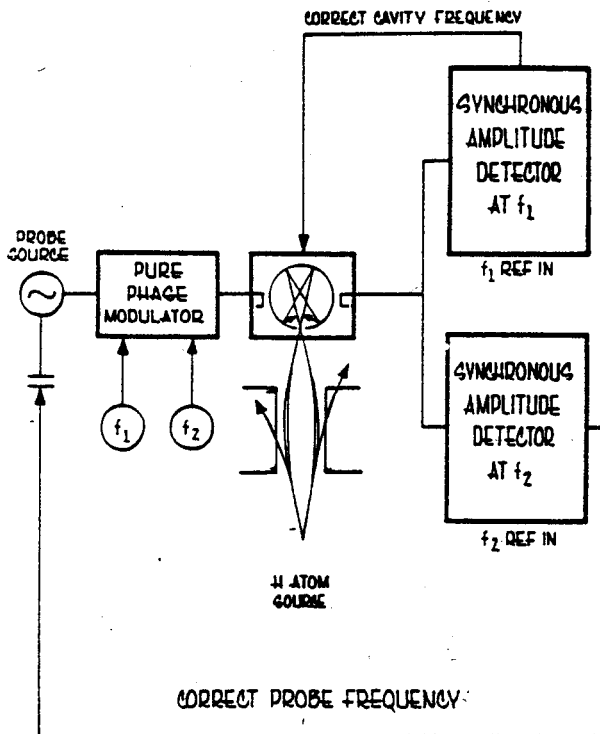 CORRECT CAVITY FREQUENCY
SYNCHRONOUS
AMPLITUDE
DETECTOR
AT f1
f1 REF IN
PROBE
SOURCE
PURE
PHASE
MODULATOR
f1
f2
SYNCHRONOUS
AMPLITUDE
DETECTOR
AT f2
f2 REF IN
H ATOM
SOURCE
CORRECT PROBE FREQUENCY